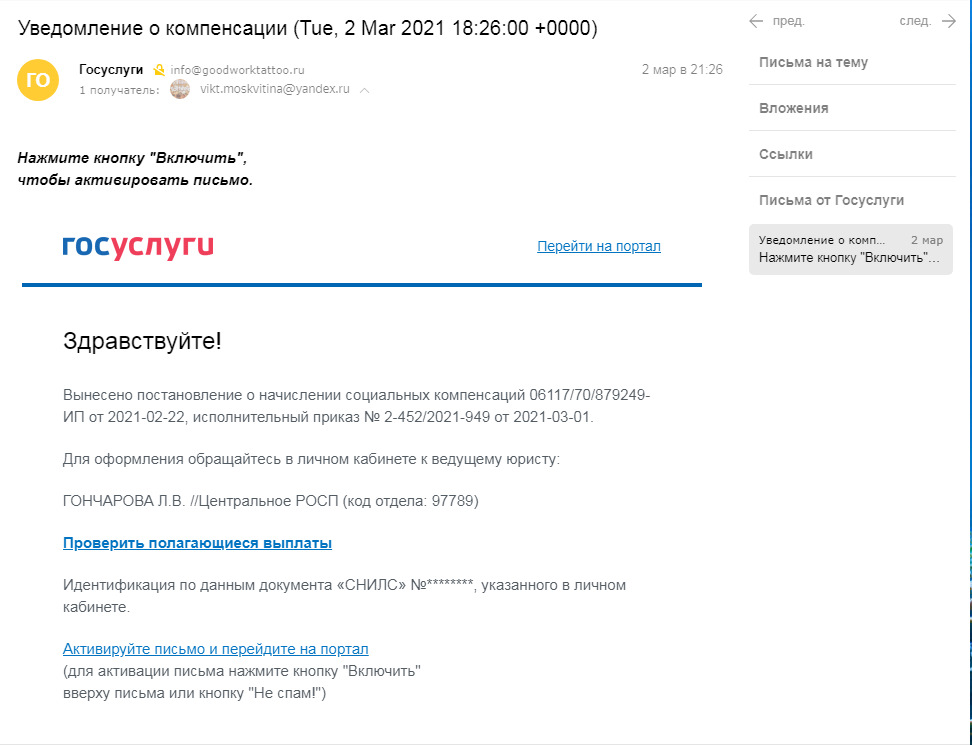 Уведомление о компенсации (Tue, 2 Mar 2021 18:26:00 +0000)
ГО
Госуслуги info@goodworktattoo.ru
2 мар в 21:26
1 получатель: vikt.moskvitina@yandex.ru
Нажмите кнопку "Включить",
чтобы активировать письмо.
госуслуги
Перейти на портал
Здравствуйте!
Вынесено постановление о начислении социальных компенсаций 06117/70/879249-
ИП от 2021-02-22, исполнительный приказ № 2-452/2021-949 от 2021-03-01.
Для оформления обращайтесь в личном кабинете к ведущему юристу:
ГОНЧАРОВА Л.В. //Центральное РОСП (код отдела: 97789)
Проверить полагающиеся выплаты
Идентификация по данным документа «СНИЛС» №********, указанного в личном
кабинете.
Активируйте письмо и перейдите на портал
(для активации письма нажмите кнопку "Включить"
вверху письма или кнопку "Не спам!")
пред.
след.
Письма на тему
Вложения
Ссылки
Письма от Госуслуги
Уведомление о комп... 2 мар
Нажмите кнопку "Включить"...